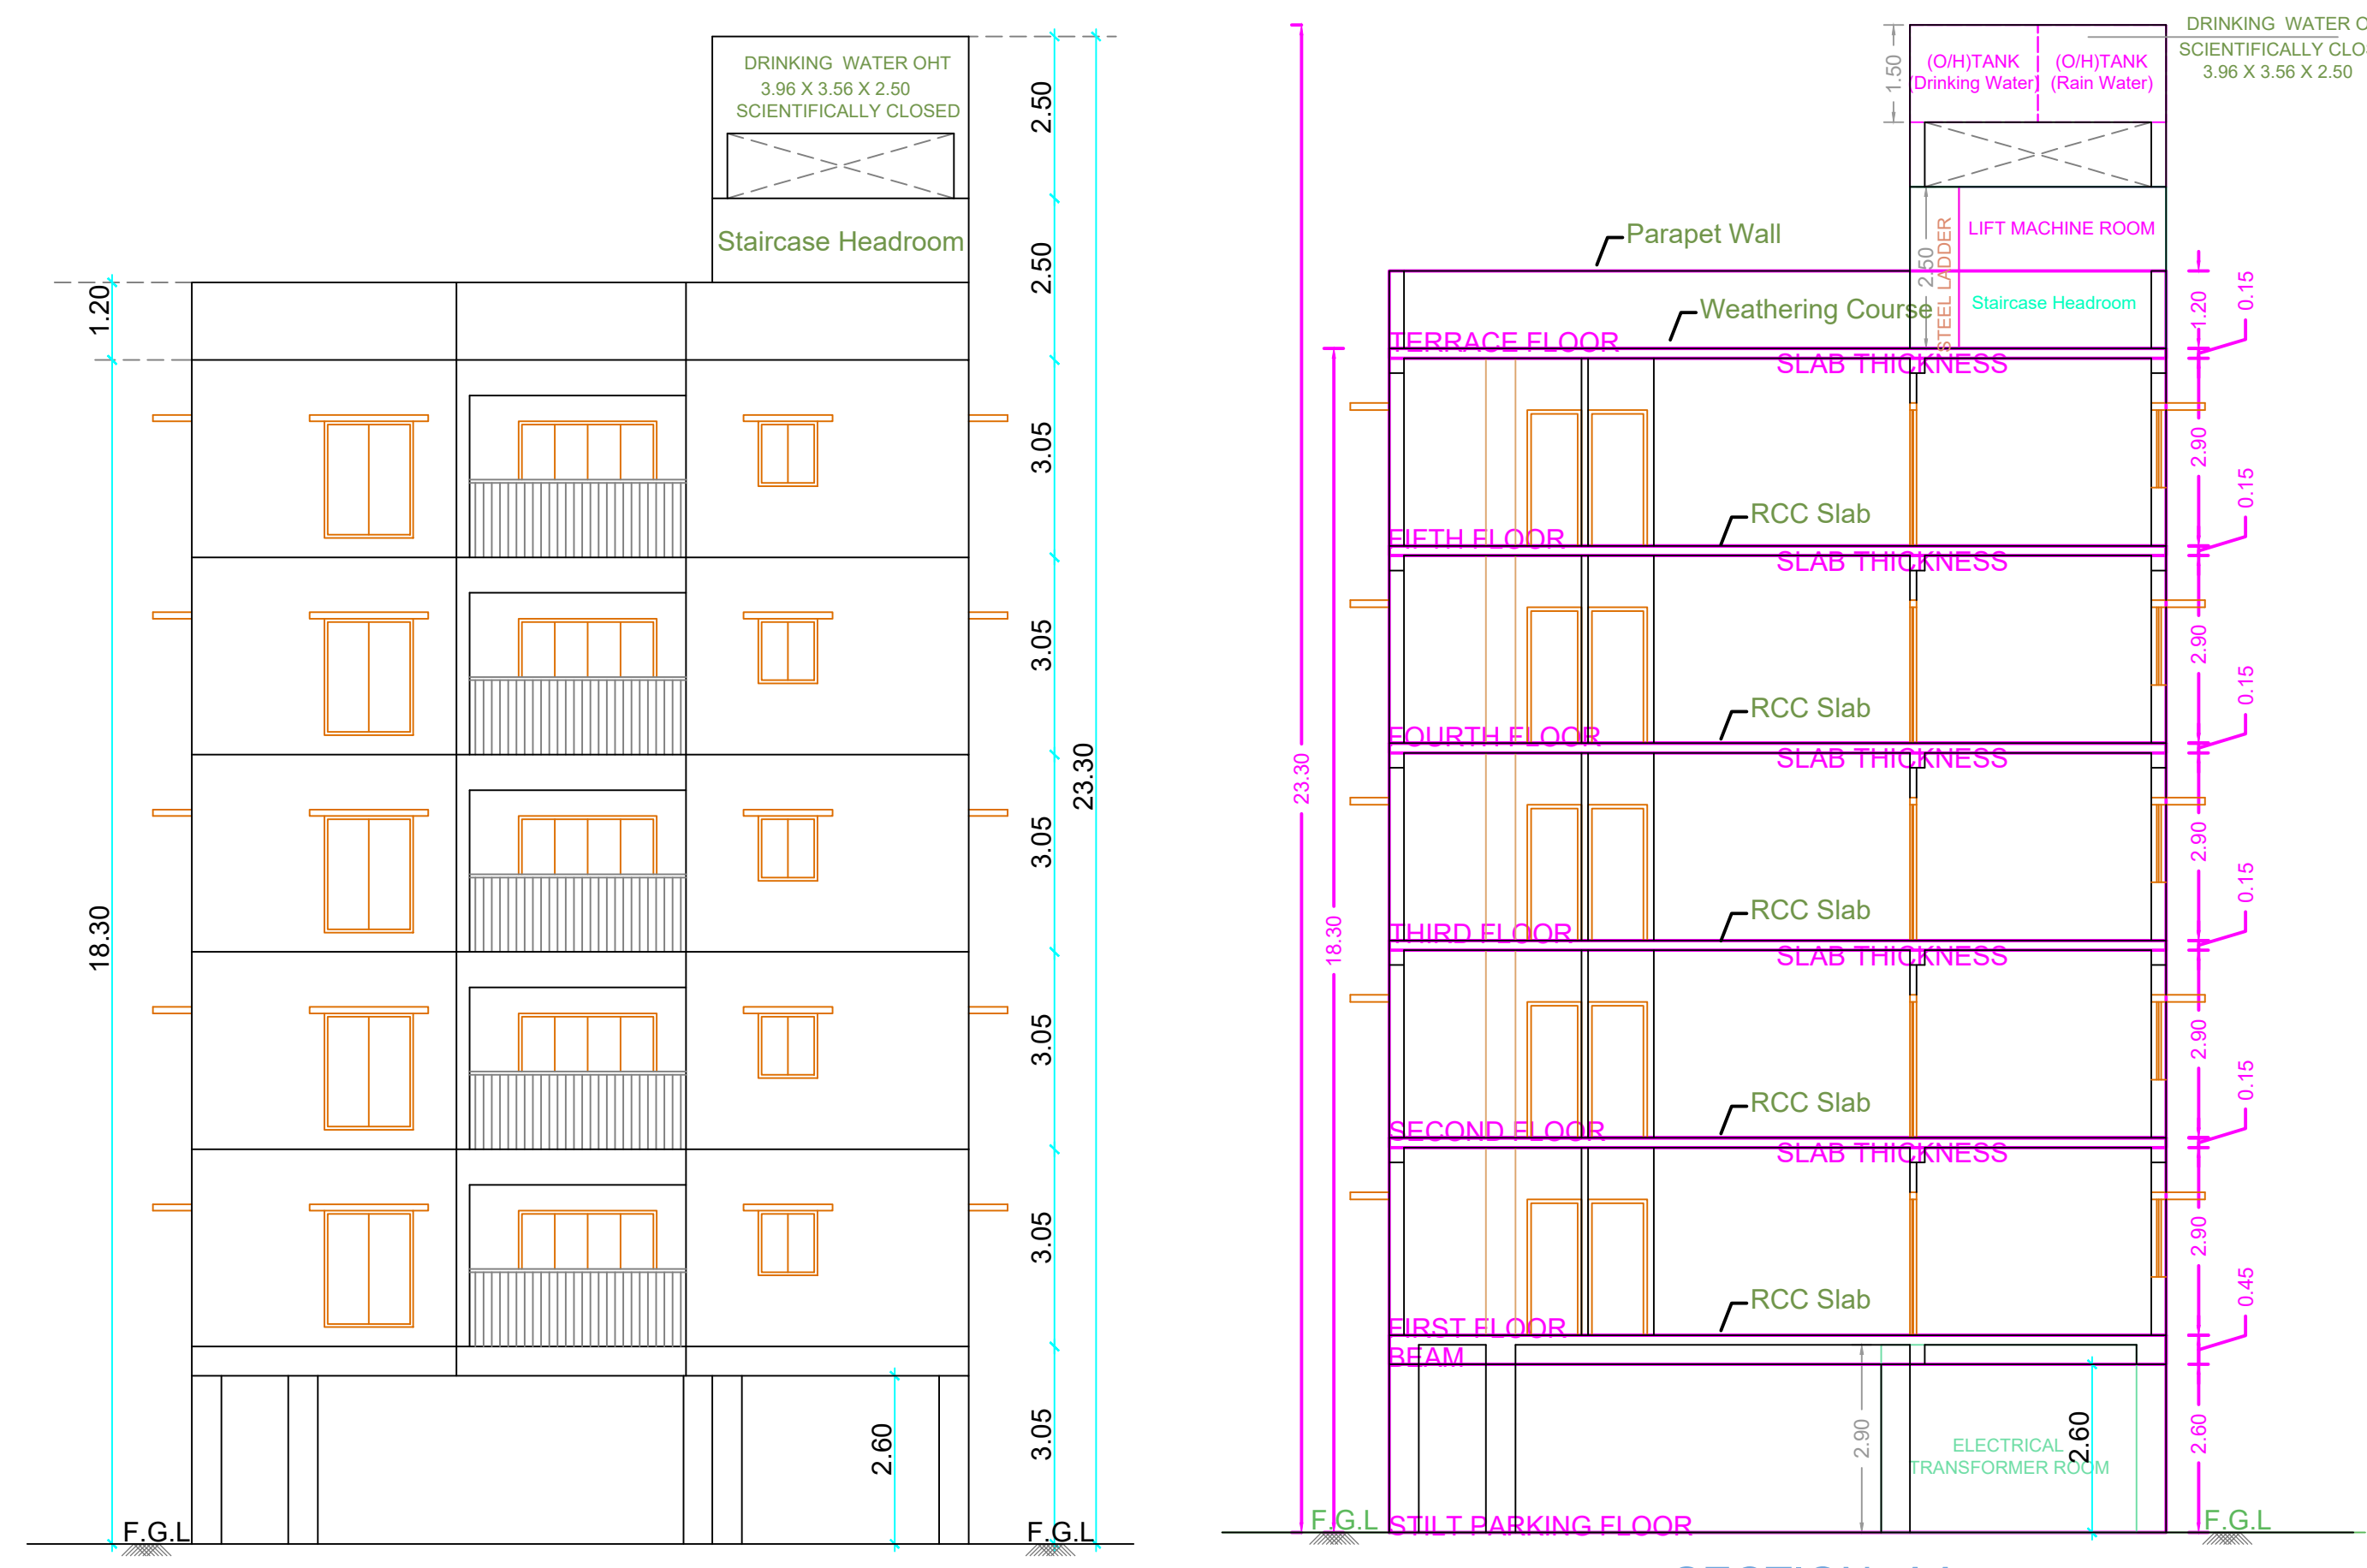 DRINKING WATER OHT
3.96 X 3.56 X 2.50
SCIENTIFICALLY CLOSED
Staircase Headroom
1.20
18.30
2.50
2.50
3.05
3.05
3.05
3.05
3.05
3.05
23.30
2.60
F.G.L
F.G.L
DRINKING WATER
SCIENTIFICALLY
3.96 X 3.56 X 2.50
1.50
(O/H)TANK
(Drinking Water)
(O/H)TANK
(Rain Water)
LIFT MACHINE ROOM
STEEL LADDER
2.50
Staircase Headroom
Parapet Wall
Weathering Course
TERRACE FLOOR
SLAB THICKNESS
RCC Slab
FIFTH FLOOR
SLAB THICKNESS
RCC Slab
FOURTH FLOOR
SLAB THICKNESS
RCC Slab
THIRD FLOOR
SLAB THICKNESS
RCC Slab
SECOND FLOOR
SLAB THICKNESS
RCC Slab
FIRST FLOOR
BEAM
23.30
18.30
1.20
0.15
2.90
0.15
2.90
0.15
2.90
0.15
2.90
0.15
2.90
0.45
2.60
2.90
2.60
ELECTRICAL
TRANSFORMER ROOM
F.G.L
STILT PARKING FLOOR
F.G.L